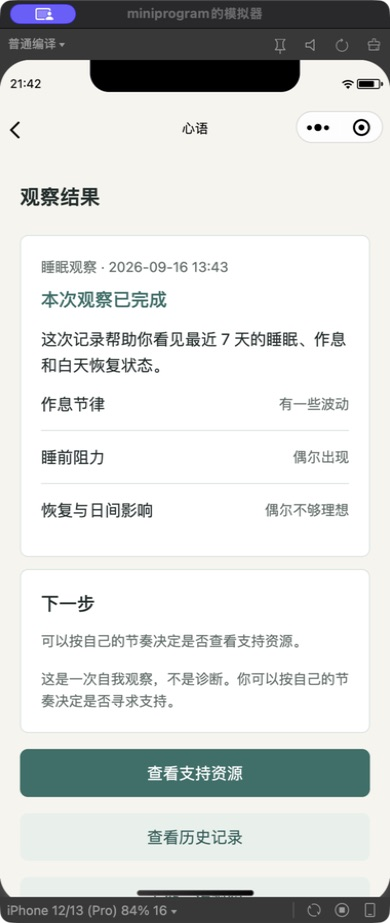 miniprogram的模拟器
普通编译
21:42
心语
观察结果
睡眠观察 · 2026-09-16 13:43
本次观察已完成
这次记录帮助你看见最近 7 天的睡眠、作息
和白天恢复状态。
作息节律 有一些波动
睡前阻力 偶尔出现
恢复与日间影响 偶尔不够理想
下一步
可以按自己的节奏决定是否查看支持资源。
这是一次自我观察，不是诊断。你可以按自己的节
奏决定是否寻求支持。
查看支持资源
查看历史记录
iPhone 12/13 (Pro) 84% 16